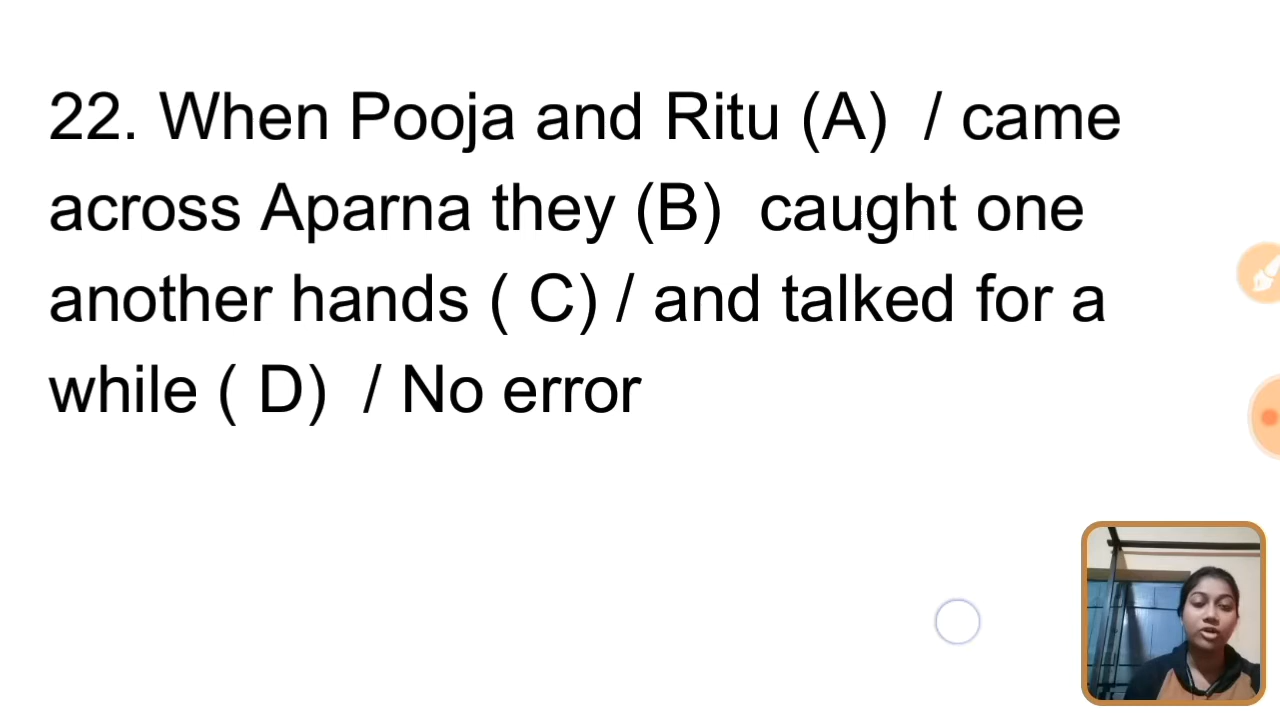 22. When Pooja and Ritu (A) / came
across Aparna they (B) caught one
another hands ( C) / and talked for a
while ( D) / No error